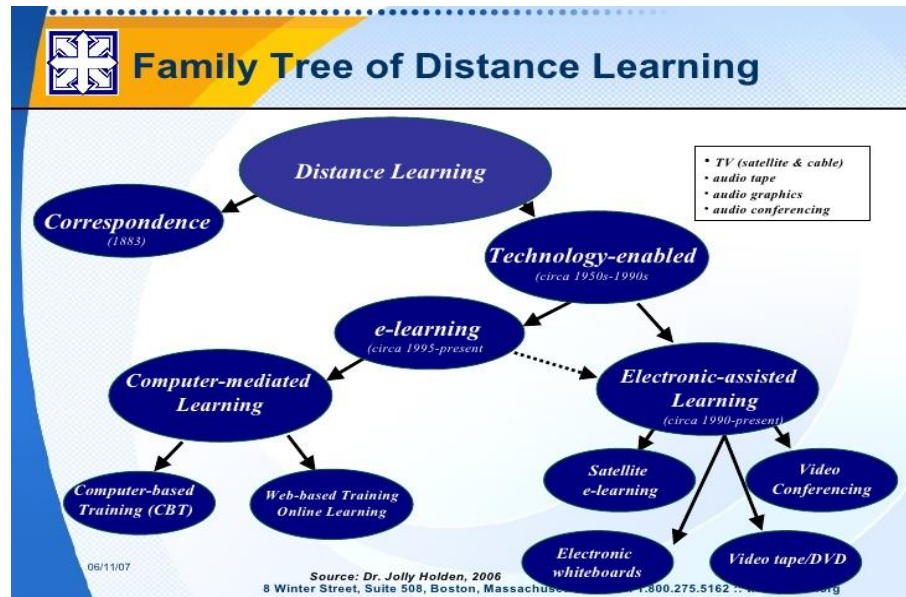 Family Tree of Distance Learning
Distance Learning
• TV (satellite & cable)
• audio tape
• audio graphics
• audio conferencing
Correspondence
(1883)
Technology-enabled
(circa 1950s-1990s
e-learning
(circa 1995-present
Computer-mediated
Learning
Electronic-assisted
Learning
(circa 1990-present)
Computer-based
Training (CBT)
Web-based Training
Online Learning
Satellite
e-learning
Video
Conferencing
Electronic
whiteboards
Video tape/DVD
06/11/07
Source: Dr. Jolly Holden, 2006
8 Winter Street, Suite 508, Boston, Massachuse 1.800.275.5162 ::